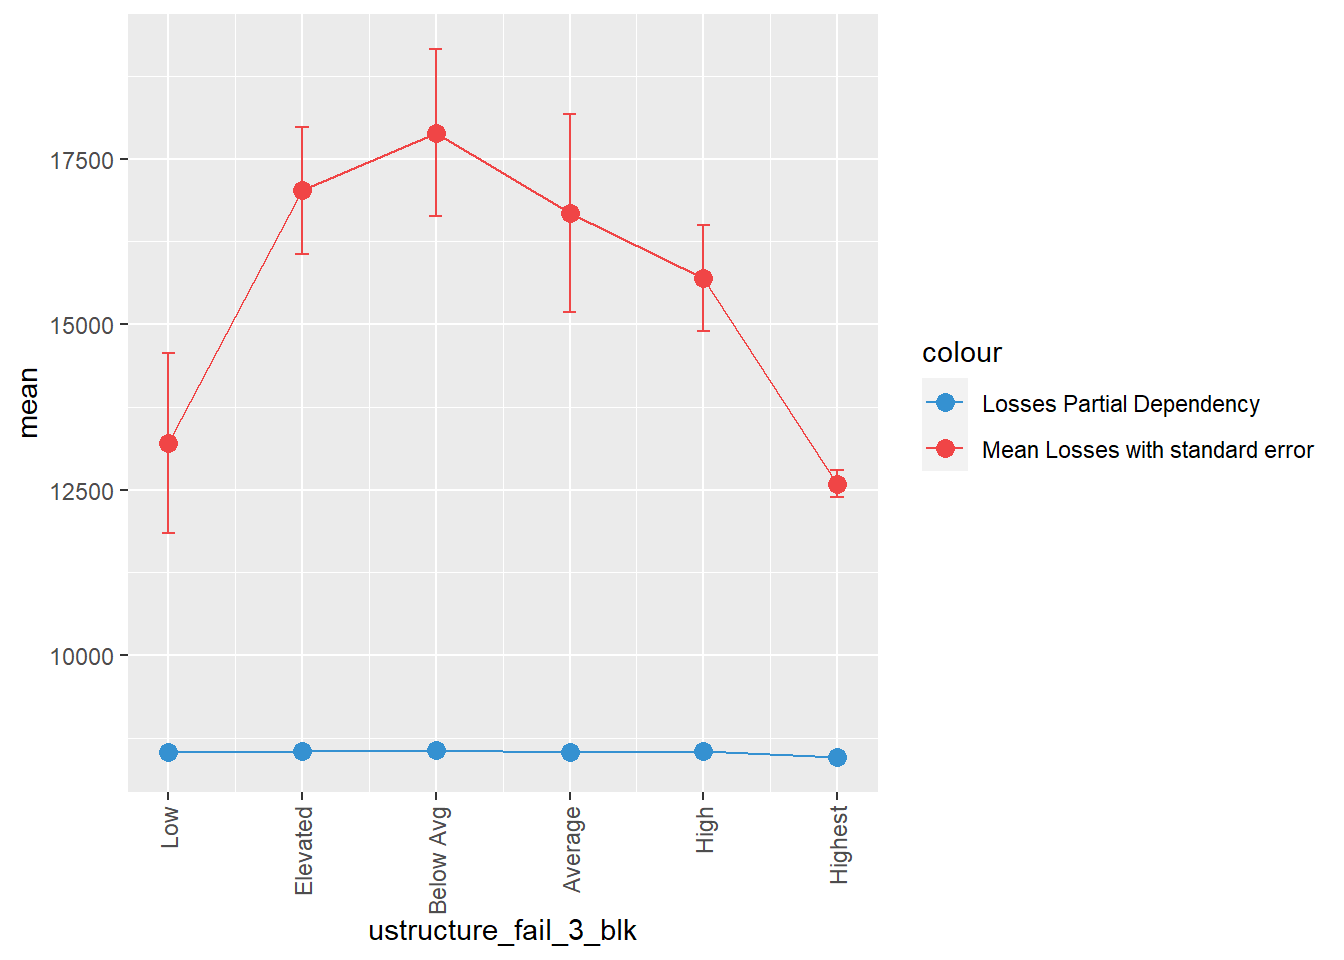 mean
17500
15000
12500
10000
Low
Elevated
Below Avg
Average
High
Highest
ustructure_fail_3_blk
colour
Losses Partial Dependency
Mean Losses with standard error